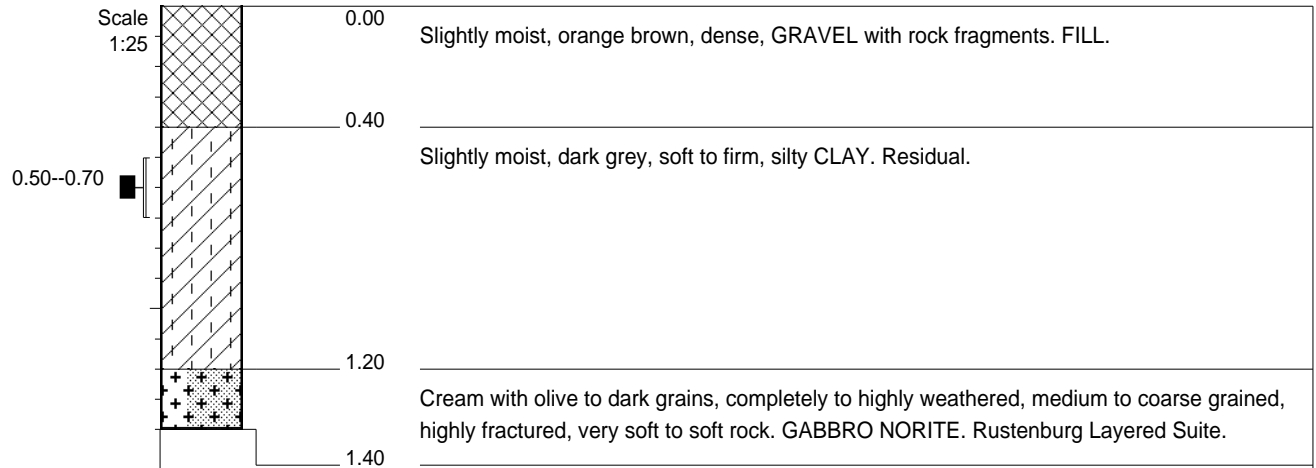 Scale
1:25
0.00
Slightly moist, orange brown, dense, GRAVEL with rock fragments. FILL.
0.40
Slightly moist, dark grey, soft to firm, silty CLAY. Residual.
0.50--0.70
1.20
Cream with olive to dark grains, completely to highly weathered, medium to coarse grained,
highly fractured, very soft to soft rock. GABBRO NORITE. Rustenburg Layered Suite.
1.40